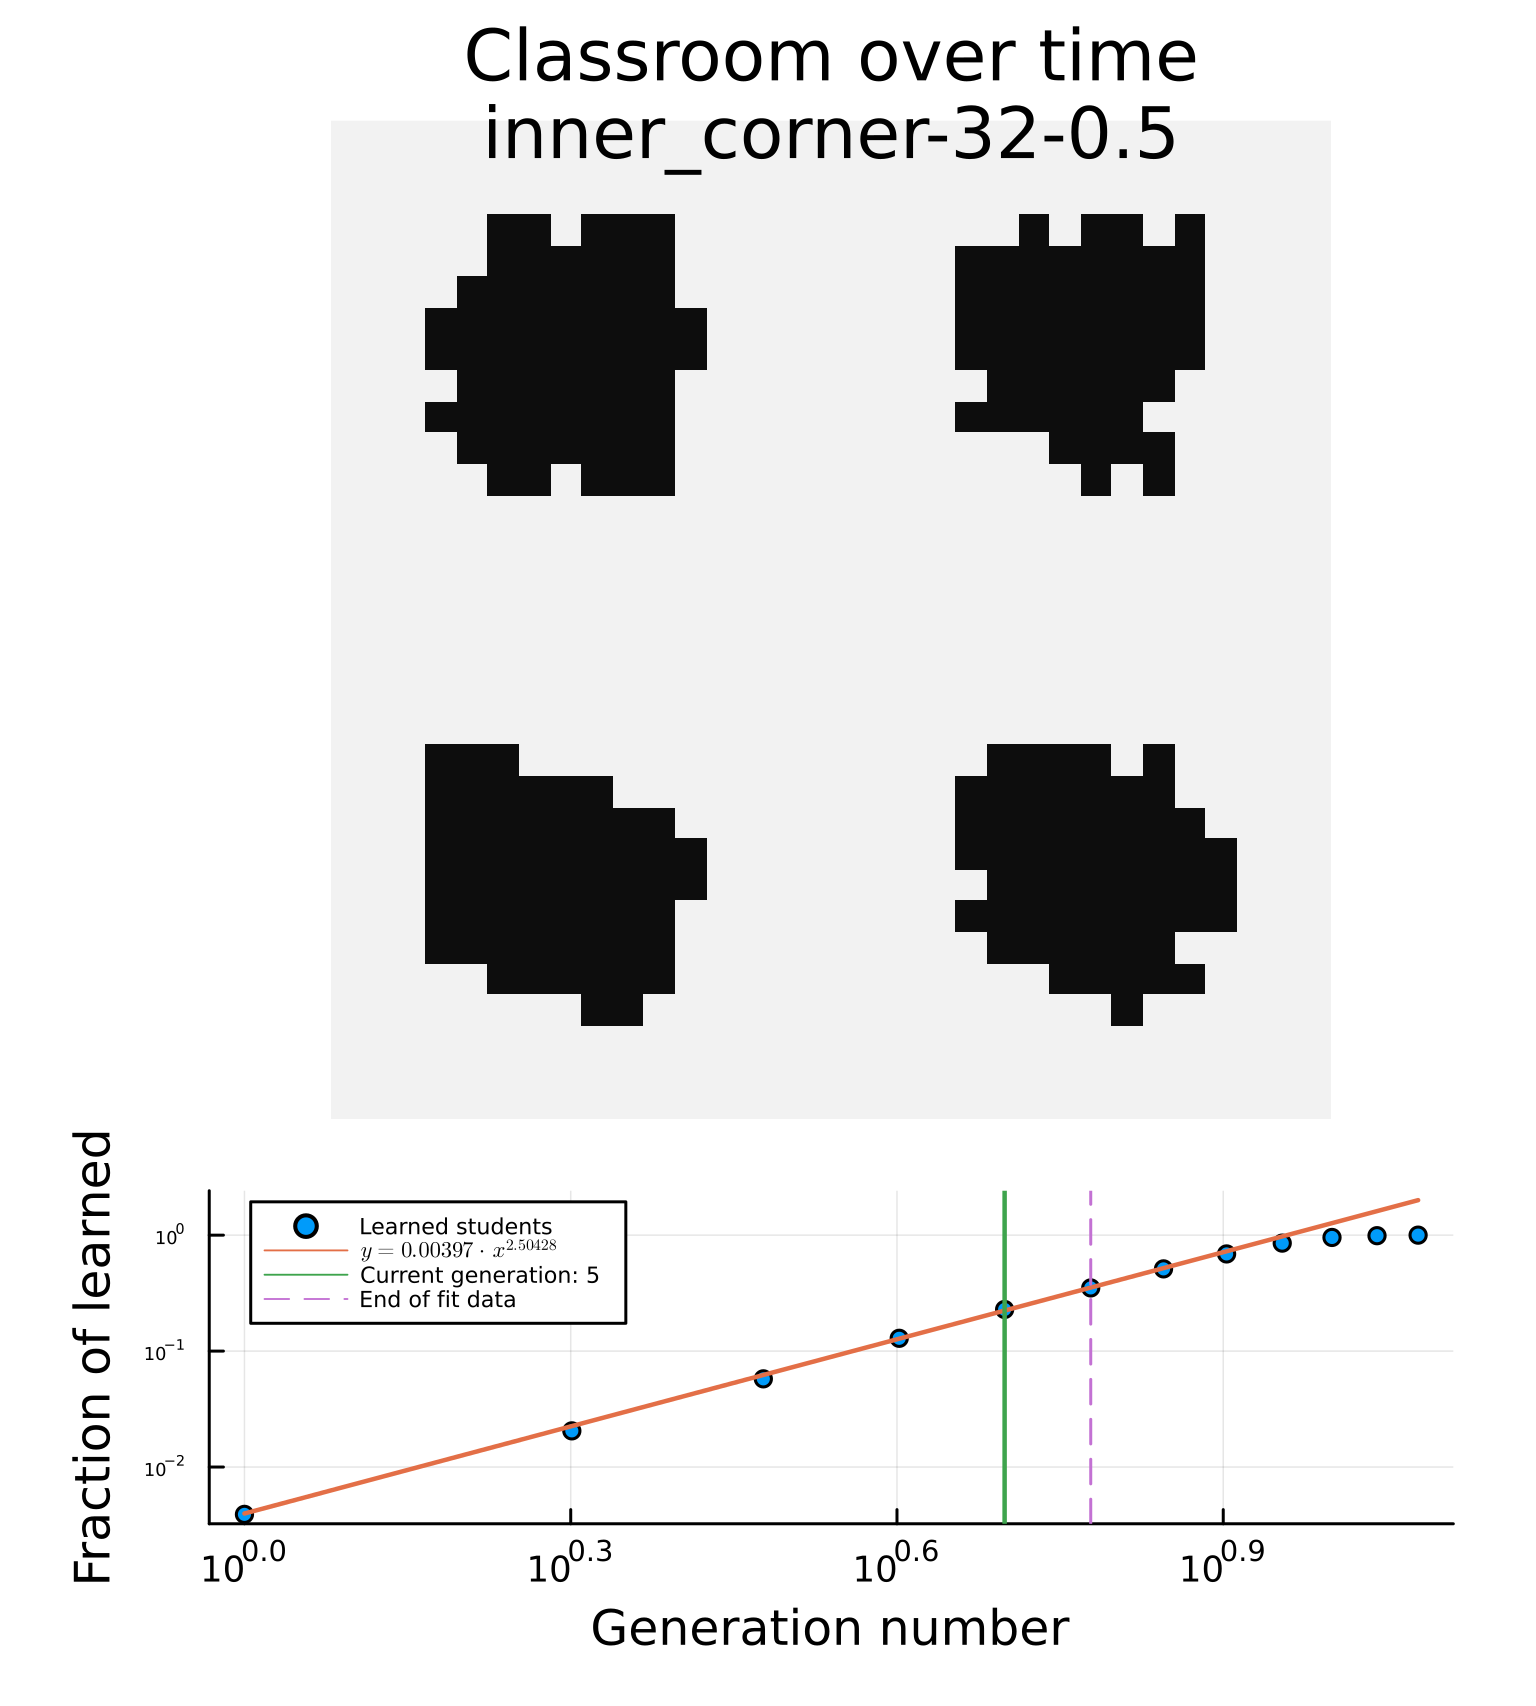 Classroom over time
inner_corner-32-0.5
Fraction of learned
10⁰
10⁻¹
10⁻²
Learned students
y = 0.00397 · x^2.50428
Current generation: 5
End of fit data
10^0.0 10^0.3 10^0.6 10^0.9
Generation number